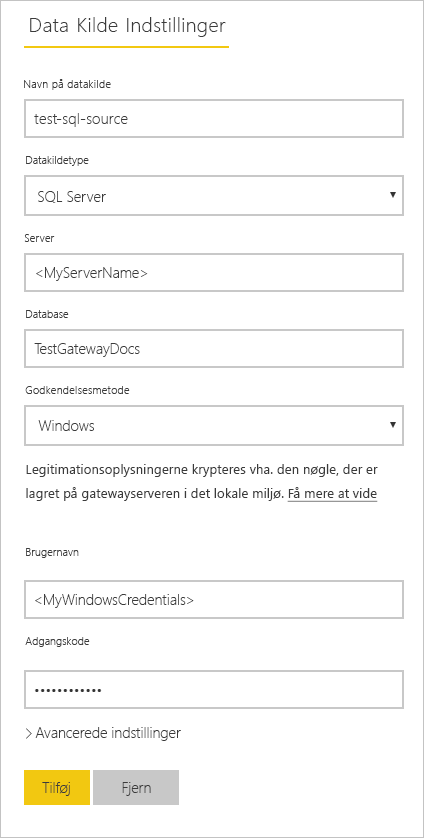 Data Kilde Indstillinger
Navn på datakilde
test-sql-source
Datakildetype
SQL Server
Server
<MyServerName>
Database
TestGatewayDocs
Godkendelsesmetode
Windows
Legitimationsoplysningerne krypteres vha. den nøgle, der er
lagret på gatewayserveren i det lokale miljø. Få mere at vide
Brugernavn
<MyWindowsCredentials>
Adgangskode
••••••••••••
> Avancerede indstillinger
Tilføj Fjern